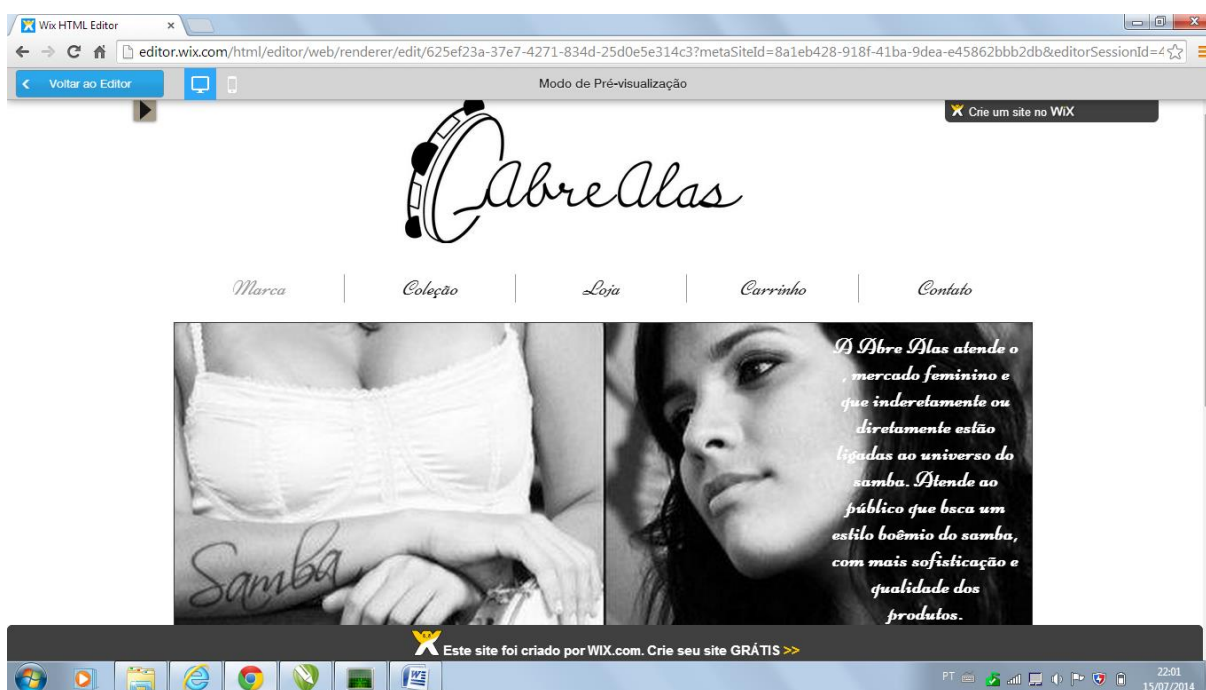 Wix HTML Editor
editor.wix.com/html/editor/web/renderer/edit/625ef23a-37e7-4271-834d-25d0e5e314c3?metaSiteId=8a1eb428-918f-41ba-9dea-e45862bbb2db&editorSessionId=4
Voltar ao Editor
Modo de Pré-visualização
Crie um site no WiX
AbreAlas
Marca
Coleção
Loja
Carrinho
Contato
A Abre Alas atende o
, mercado feminino e
que inderetamente ou
diretamente estão
ligadas ao universo do
samba. Atende ao
público que bsca um
estilo boêmio do samba,
com mais sofisticação e
qualidade dos
produtos.
Samba
Este site foi criado por WIX.com. Crie seu site GRÁTIS >>
PT
22:01
15/07/2014